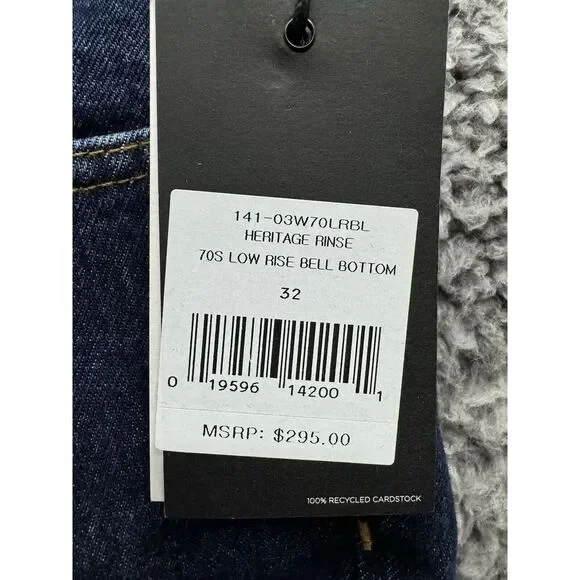 141-03W70LRBL
HERITAGE RINSE
70S LOW RISE BELL BOTTOM
32
0 19596 14200 1
MSRP: $295.00
100% RECYCLED CARDSTOCK